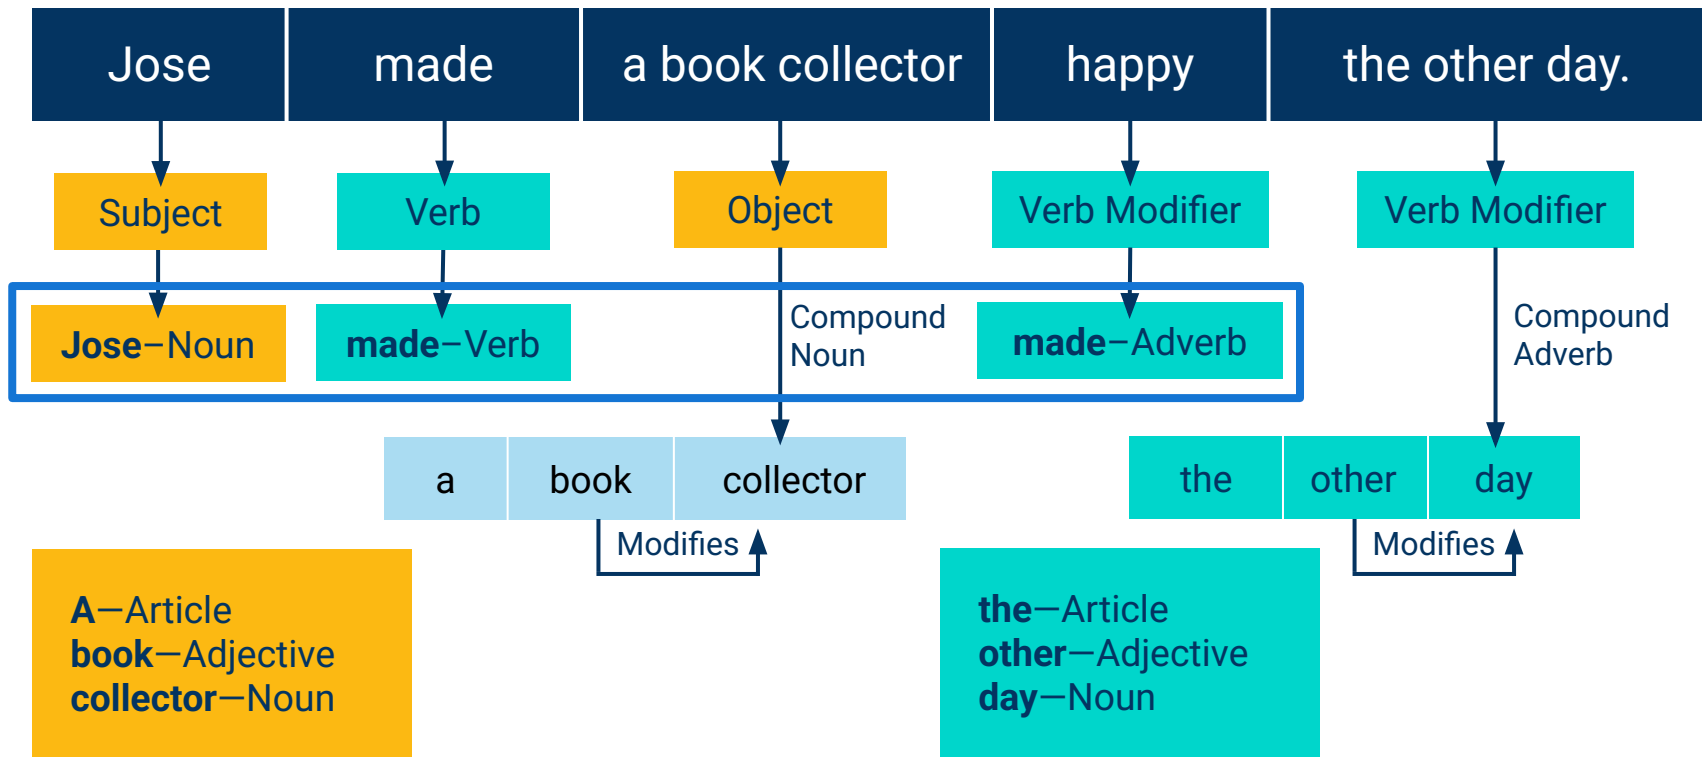 Jose made a book collector happy the other day.
Subject Verb Object Verb Modifier Verb Modifier
Jose–Noun made–Verb Compound made–Adverb Compound
Noun Adverb
a book collector the other day
Modifies Modifies
A—Article
book—Adjective
collector—Noun
the—Article
other—Adjective
day—Noun